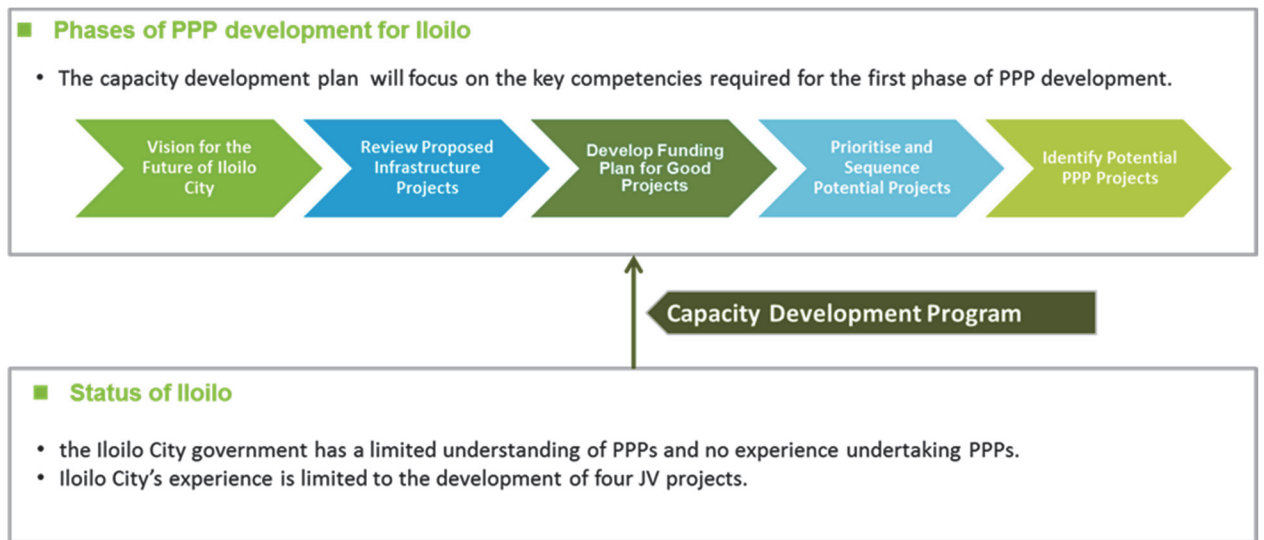 Phases of PPP development for Iloilo
• The capacity development plan will focus on the key competencies required for the first phase of PPP development.
Vision for the
Future of Iloilo
City
Review Proposed
Infrastructure
Projects
Develop Funding
Plan for Good
Projects
Prioritise and
Sequence
Potential Projects
Identify Potential
PPP Projects
Capacity Development Program
Status of Iloilo
• the Iloilo City government has a limited understanding of PPPs and no experience undertaking PPPs.
• Iloilo City’s experience is limited to the development of four JV projects.